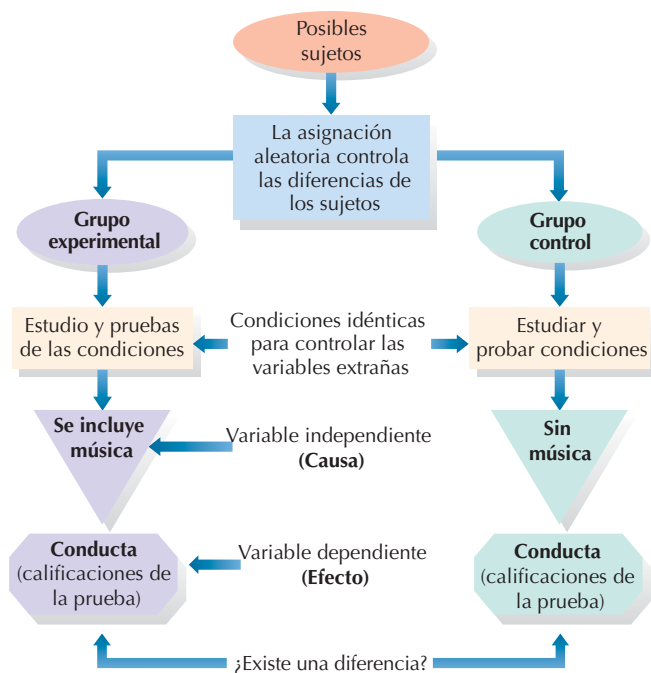 Posibles
sujetos
La asignación
aleatoria controla
las diferencias de
los sujetos
Grupo
experimental
Grupo
control
Estudio y pruebas
de las condiciones
Condiciones idénticas
para controlar las
variables extrañas
Estudiar y
probar condiciones
Se incluye
música
Variable independiente
(Causa)
Sin
música
Conducta
(calificaciones de
la prueba)
Variable dependiente
(Efecto)
Conducta
(calificaciones de
la prueba)
¿Existe una diferencia?